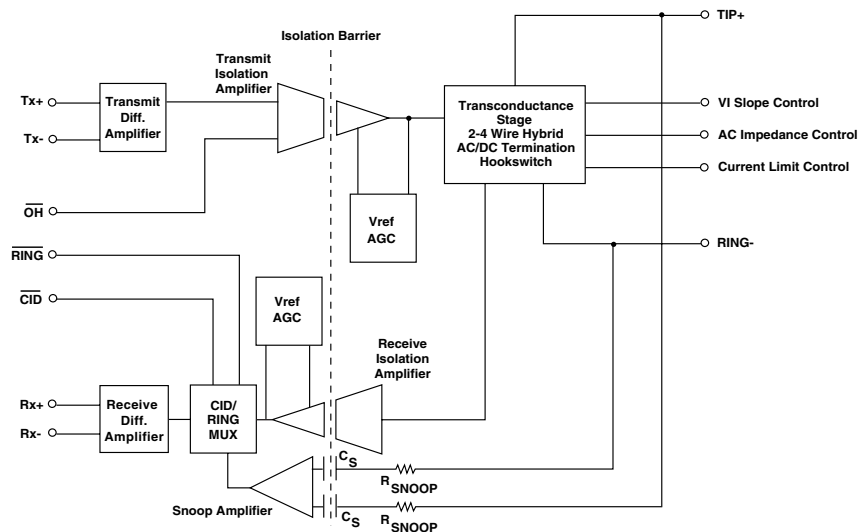 TIP+
Isolation Barrier
Transmit
Isolation
Amplifier
Tx+
Tx-
Transmit
Diff.
Amplifier
Transconductance
Stage
2-4 Wire Hybrid
AC/DC Termination
Hookswitch
VI Slope Control
AC Impedance Control
Current Limit Control
OH
Vref
AGC
RING-
RING
CID
Vref
AGC
Receive
Isolation
Amplifier
Rx+
Rx-
Receive
Diff.
Amplifier
CID/
RING
MUX
CS
RSNOOP
Snoop Amplifier
CS
RSNOOP